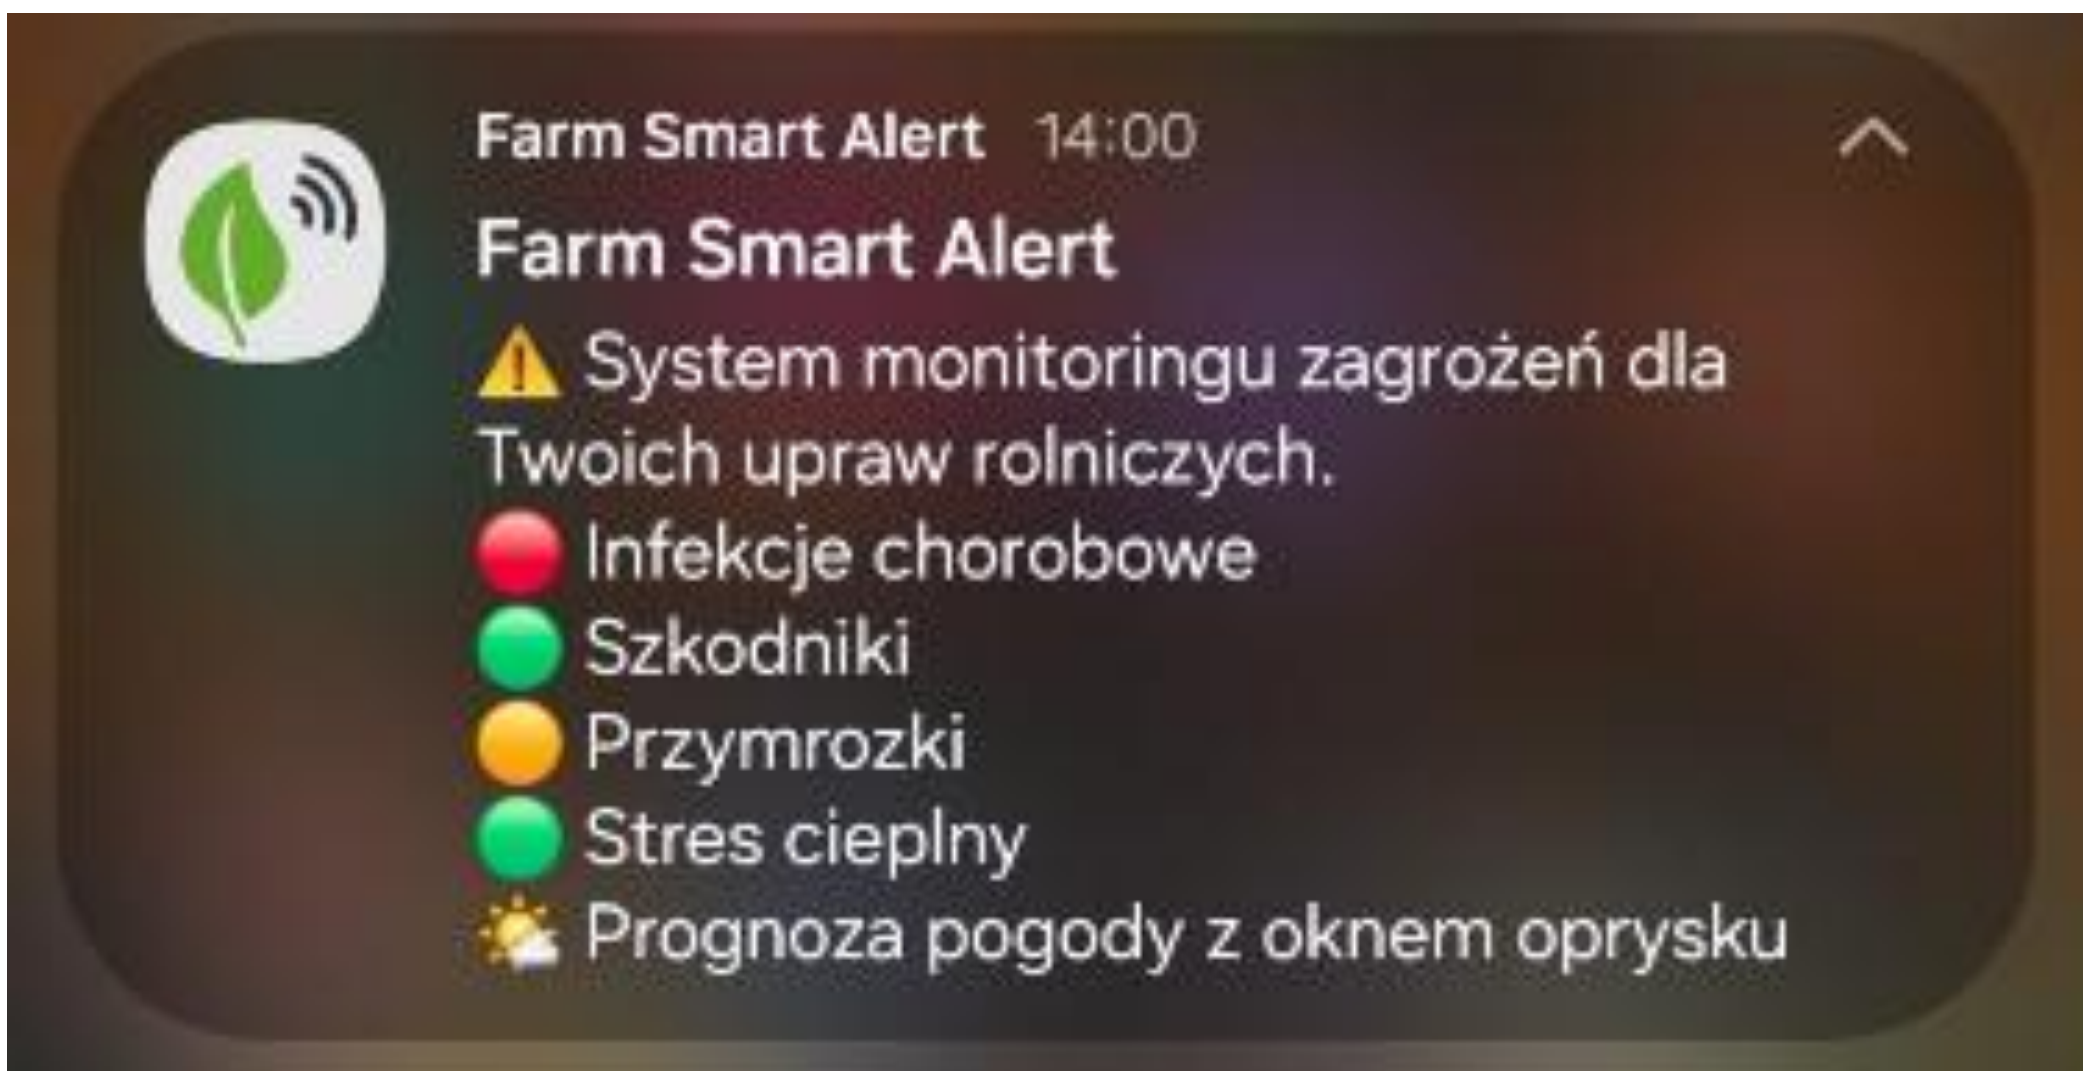 Farm Smart Alert 14:00
Farm Smart Alert
⚠️ System monitoringu zagrożeń dla
Twoich upraw rolniczych.
🔴 Infekcje chorobowe
🟢 Szkodniki
🟠 Przymrozki
🟢 Stres cieplny
🌤️ Prognoza pogody z oknem oprysku